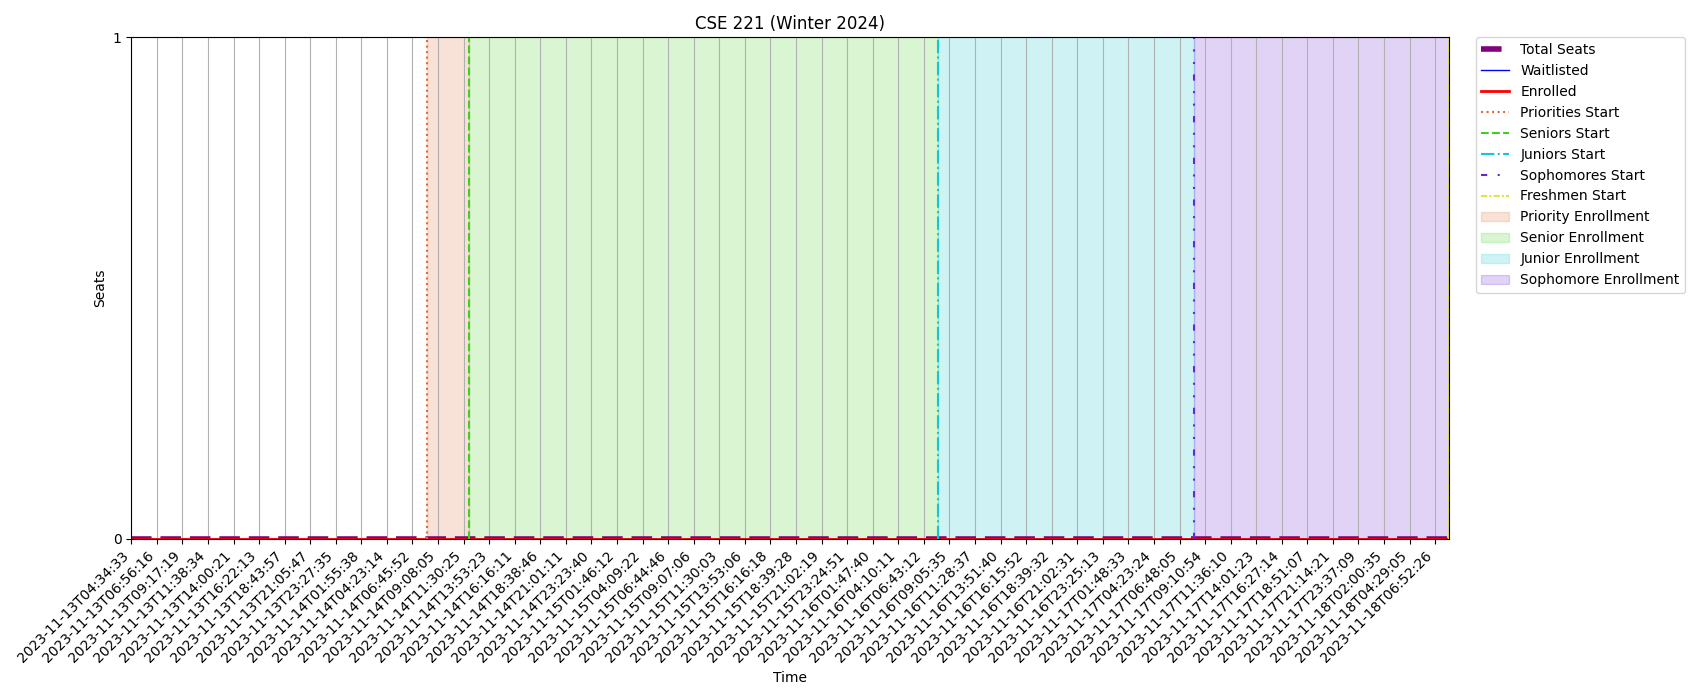 CSE 221 (Winter 2024)
1
0
Seats
2023-11-13T04:34:33
2023-11-13T06:56:16
2023-11-13T09:17:19
2023-11-13T11:38:34
2023-11-13T14:00:21
2023-11-13T16:22:13
2023-11-13T18:43:57
2023-11-13T21:05:47
2023-11-13T23:27:35
2023-11-14T01:55:38
2023-11-14T04:23:14
2023-11-14T06:45:52
2023-11-14T09:08:05
2023-11-14T11:30:25
2023-11-14T13:53:23
2023-11-14T16:16:11
2023-11-14T18:38:46
2023-11-14T21:01:11
2023-11-14T23:23:40
2023-11-15T01:46:12
2023-11-15T04:09:22
2023-11-15T06:44:46
2023-11-15T09:07:06
2023-11-15T11:30:03
2023-11-15T13:53:06
2023-11-15T16:16:18
2023-11-15T18:39:28
2023-11-15T21:02:19
2023-11-15T23:24:51
2023-11-16T01:47:40
2023-11-16T04:10:11
2023-11-16T06:43:12
2023-11-16T09:05:35
2023-11-16T11:28:37
2023-11-16T13:51:40
2023-11-16T16:15:52
2023-11-16T18:39:32
2023-11-16T21:02:31
2023-11-16T23:25:13
2023-11-17T01:48:33
2023-11-17T04:23:24
2023-11-17T06:48:05
2023-11-17T09:10:54
2023-11-17T11:36:10
2023-11-17T14:01:23
2023-11-17T16:27:14
2023-11-17T18:51:07
2023-11-17T21:14:21
2023-11-17T23:37:09
2023-11-18T02:00:35
2023-11-18T04:29:05
2023-11-18T06:52:26
Time
Total Seats
Waitlisted
Enrolled
Priorities Start
Seniors Start
Juniors Start
Sophomores Start
Freshmen Start
Priority Enrollment
Senior Enrollment
Junior Enrollment
Sophomore Enrollment